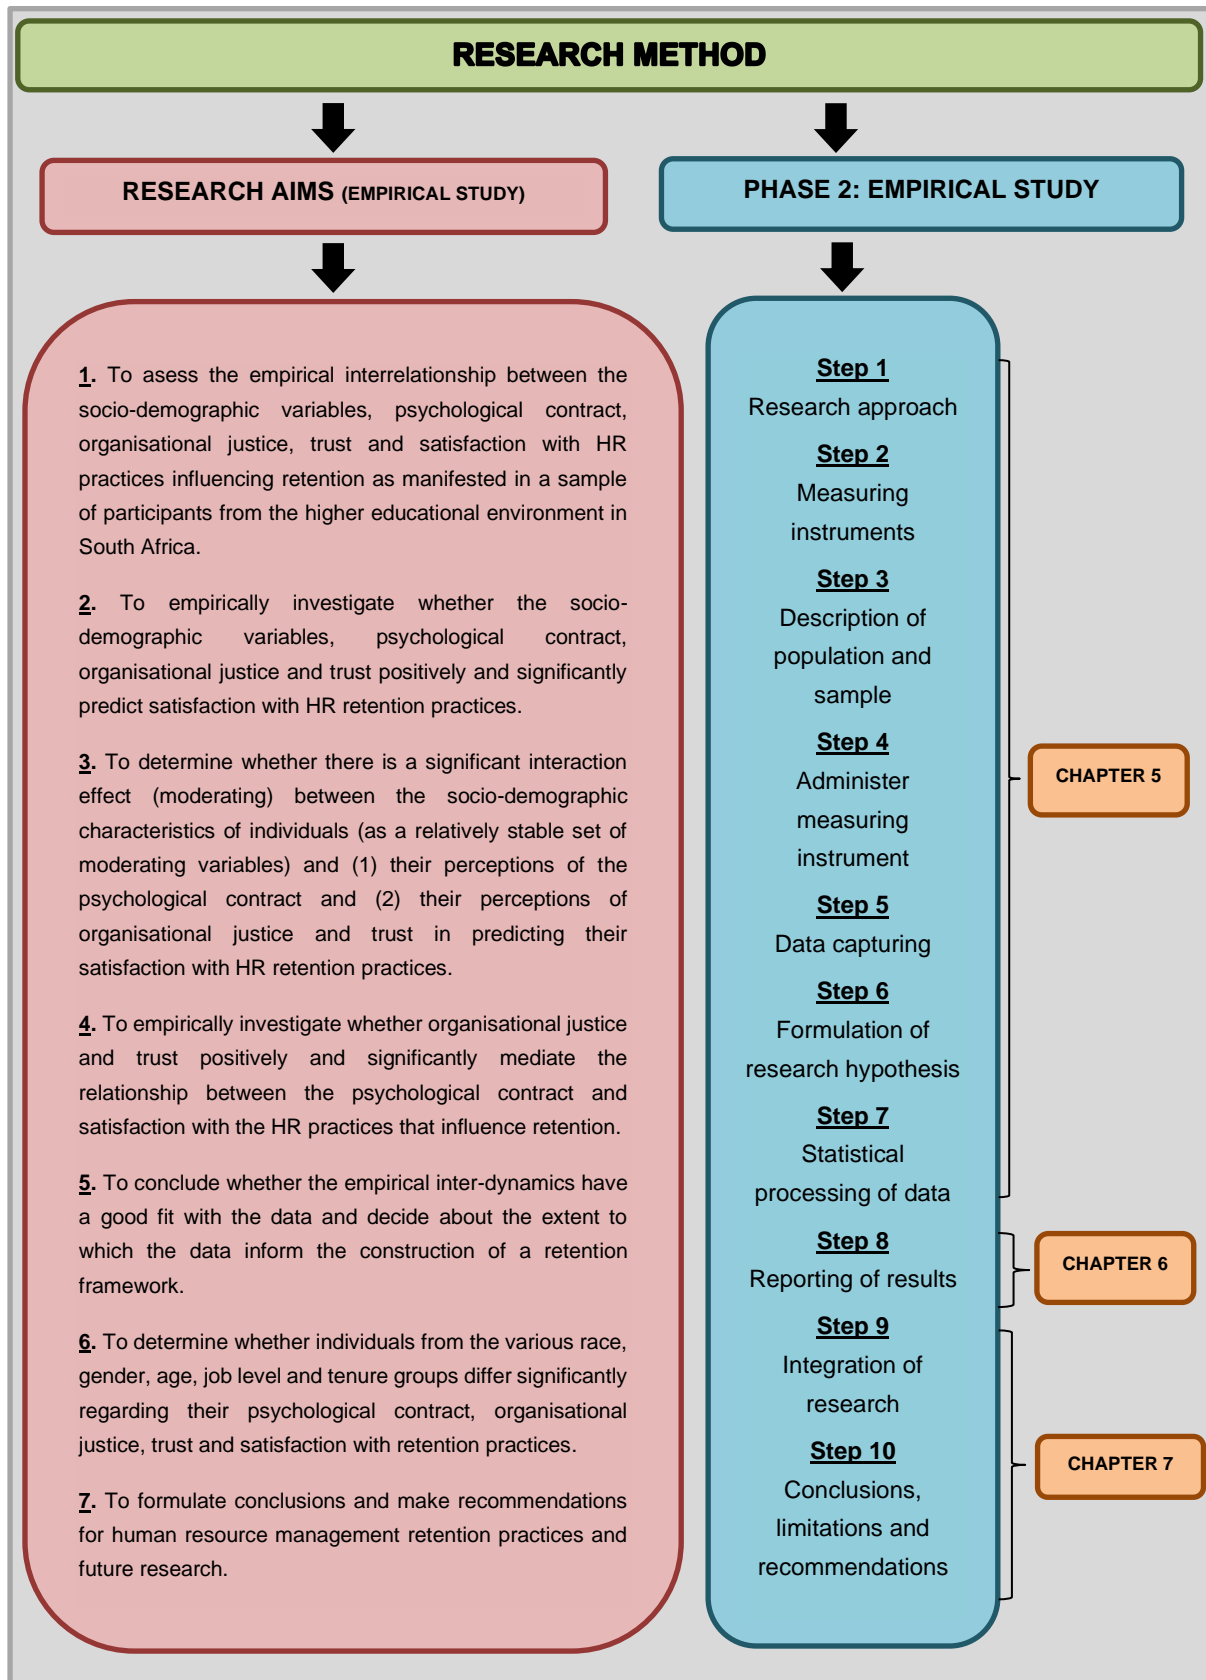 RESEARCH METHOD
RESEARCH AIMS (EMPIRICAL STUDY)
1. To asess the empirical interrelationship between the
socio-demographic variables, psychological contract,
organisational justice, trust and satisfaction with HR
practices influencing retention as manifested in a sample
of participants from the higher educational environment in
South Africa.
2. To empirically investigate whether the socio-
demographic variables, psychological contract,
organisational justice and trust positively and significantly
predict satisfaction with HR retention practices.
3. To determine whether there is a significant interaction
effect (moderating) between the socio-demographic
characteristics of individuals (as a relatively stable set of
moderating variables) and (1) their perceptions of the
psychological contract and (2) their perceptions of
organisational justice and trust in predicting their
satisfaction with HR retention practices.
4. To empirically investigate whether organisational justice
and trust positively and significantly mediate the
relationship between the psychological contract and
satisfaction with the HR practices that influence retention.
5. To conclude whether the empirical inter-dynamics have
a good fit with the data and decide about the extent to
which the data inform the construction of a retention
framework.
6. To determine whether individuals from the various race,
gender, age, job level and tenure groups differ significantly
regarding their psychological contract, organisational
justice, trust and satisfaction with retention practices.
7. To formulate conclusions and make recommendations
for human resource management retention practices and
future research.
PHASE 2: EMPIRICAL STUDY
Step 1
Research approach
Step 2
Measuring
instruments
Step 3
Description of
population and
sample
Step 4
Administer
measuring
instrument
Step 5
Data capturing
Step 6
Formulation of
research hypothesis
Step 7
Statistical
processing of data
CHAPTER 5
Step 8
Reporting of results
CHAPTER 6
Step 9
Integration of
research
Step 10
Conclusions,
limitations and
recommendations
CHAPTER 7